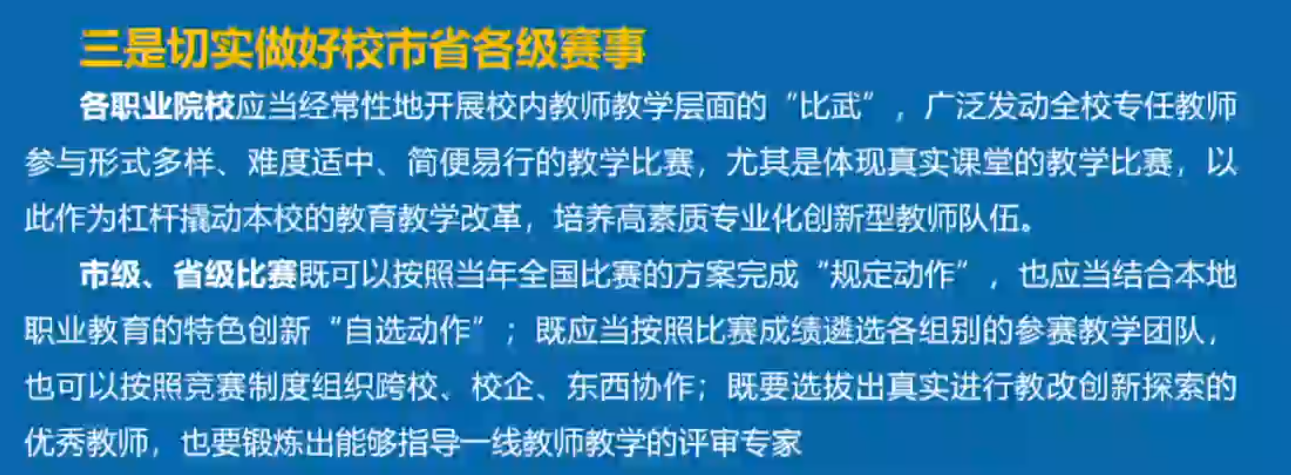 三是切实做好校市省各级赛事
各职业院校应当经常性地开展校内教师教学层面的“比武”，广泛发动全校专任教师
参与形式多样、难度适中、简便易行的教学比赛，尤其是体现真实课堂的教学比赛，以
此作为杠杆撬动本校的教育教学改革，培养高素质专业化创新型教师队伍。
市级、省级比赛既可以按照当年全国比赛的方案完成“规定动作”，也应当结合本地
职业教育的特色创新“自选动作”；既应当按照比赛成绩遴选各组别的参赛教学团队，
也可以按照竞赛制度组织跨校、校企、东西协作；既要选拔出真实进行教改创新探索的
优秀教师，也要锻炼出能够指导一线教师教学的评审专家